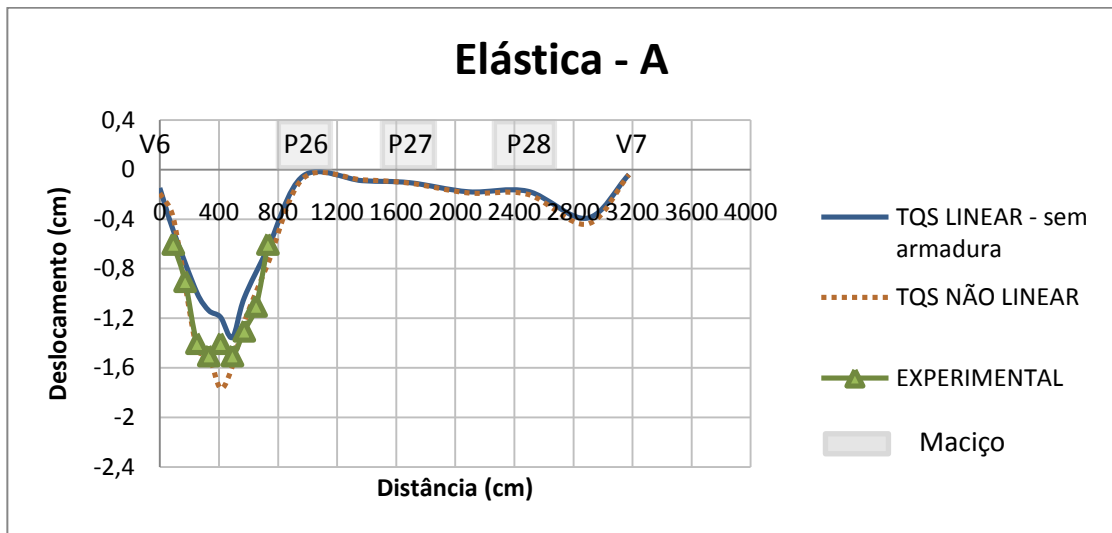 Elástica - A
0,4
V6 P26 P27 P28 V7
0
0 400 800 1200 1600 2000 2400 2800 3200 3600 4000
-0,4
-0,8
-1,2
-1,6
-2
-2,4
Deslocamento (cm)
Distância (cm)
TQS LINEAR - sem
armadura
TQS NÃO LINEAR
EXPERIMENTAL
Maciço